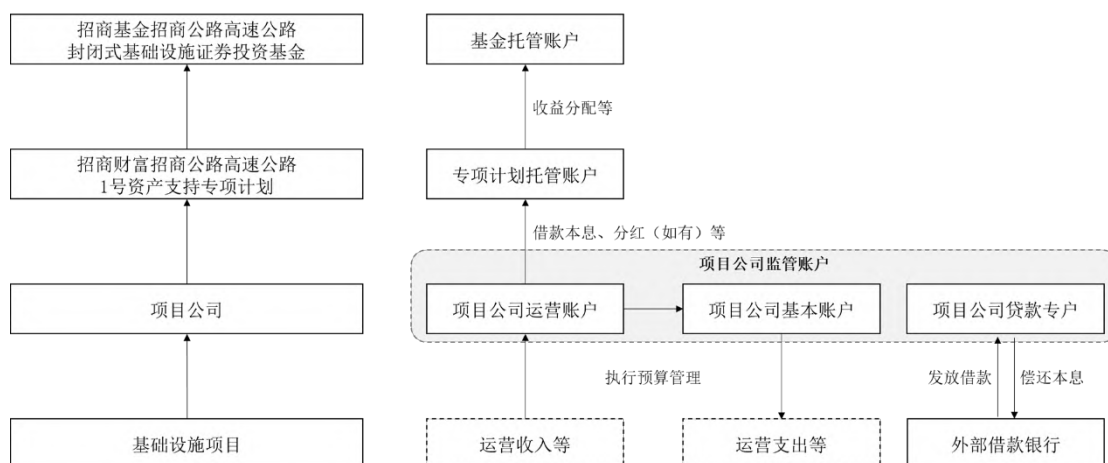 招商基金招商公路高速公路
封闭式基础设施证券投资基金
基金托管账户
收益分配等
招商财富招商公路高速公路
1号资产支持专项计划
专项计划托管账户
借款本息、分红（如有）等
项目公司监管账户
项目公司
项目公司运营账户
项目公司基本账户
项目公司贷款专户
执行预算管理
发放借款
偿还本息
基础设施项目
运营收入等
运营支出等
外部借款银行